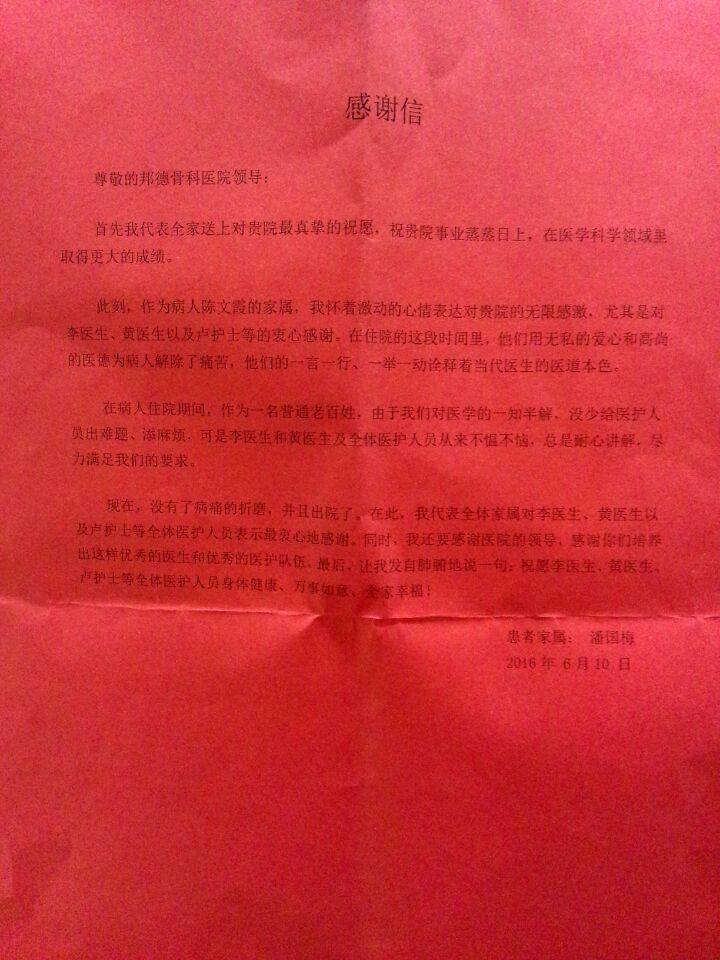 感谢信
尊敬的邦德骨科医院领导：
首先我代表全家送上对贵院最真挚的祝愿，祝贵院事业蒸蒸日上，在医学科学领域里
取得更大的成绩。
此刻，作为病人陈文霞的家属，我怀着激动的心情表达对贵院的无限感激，尤其是对
李医生、黄医生以及卢护士等的衷心感谢。在住院的这段时间里，他们用无私的爱心和高尚
的医德为病人解除了痛苦，他们的一言一行、一举一动诠释着当代医生的医道本色。
在病人住院期间，作为一名普通老百姓，由于我们对医学的一知半解，没少给医护人
员出难题、添麻烦，可是李医生和黄医生及全体医护人员从来不愠不恼，总是耐心讲解，尽
力满足我们的要求。
现在，没有了病痛的折磨，并且出院了。在此，我代表全体家属对李医生、黄医生以
及卢护士等全体医护人员表示最衷心地感谢。同时，我还要感谢医院的领导，感谢你们培养
出这样优秀的医生和优秀的医护队伍。最后，让我发自肺腑地说一句：祝愿李医生、黄医生、
卢护士等全体医护人员身体健康、万事如意、全家幸福！
患者家属： 潘国梅
2016 年 6 月 10 日